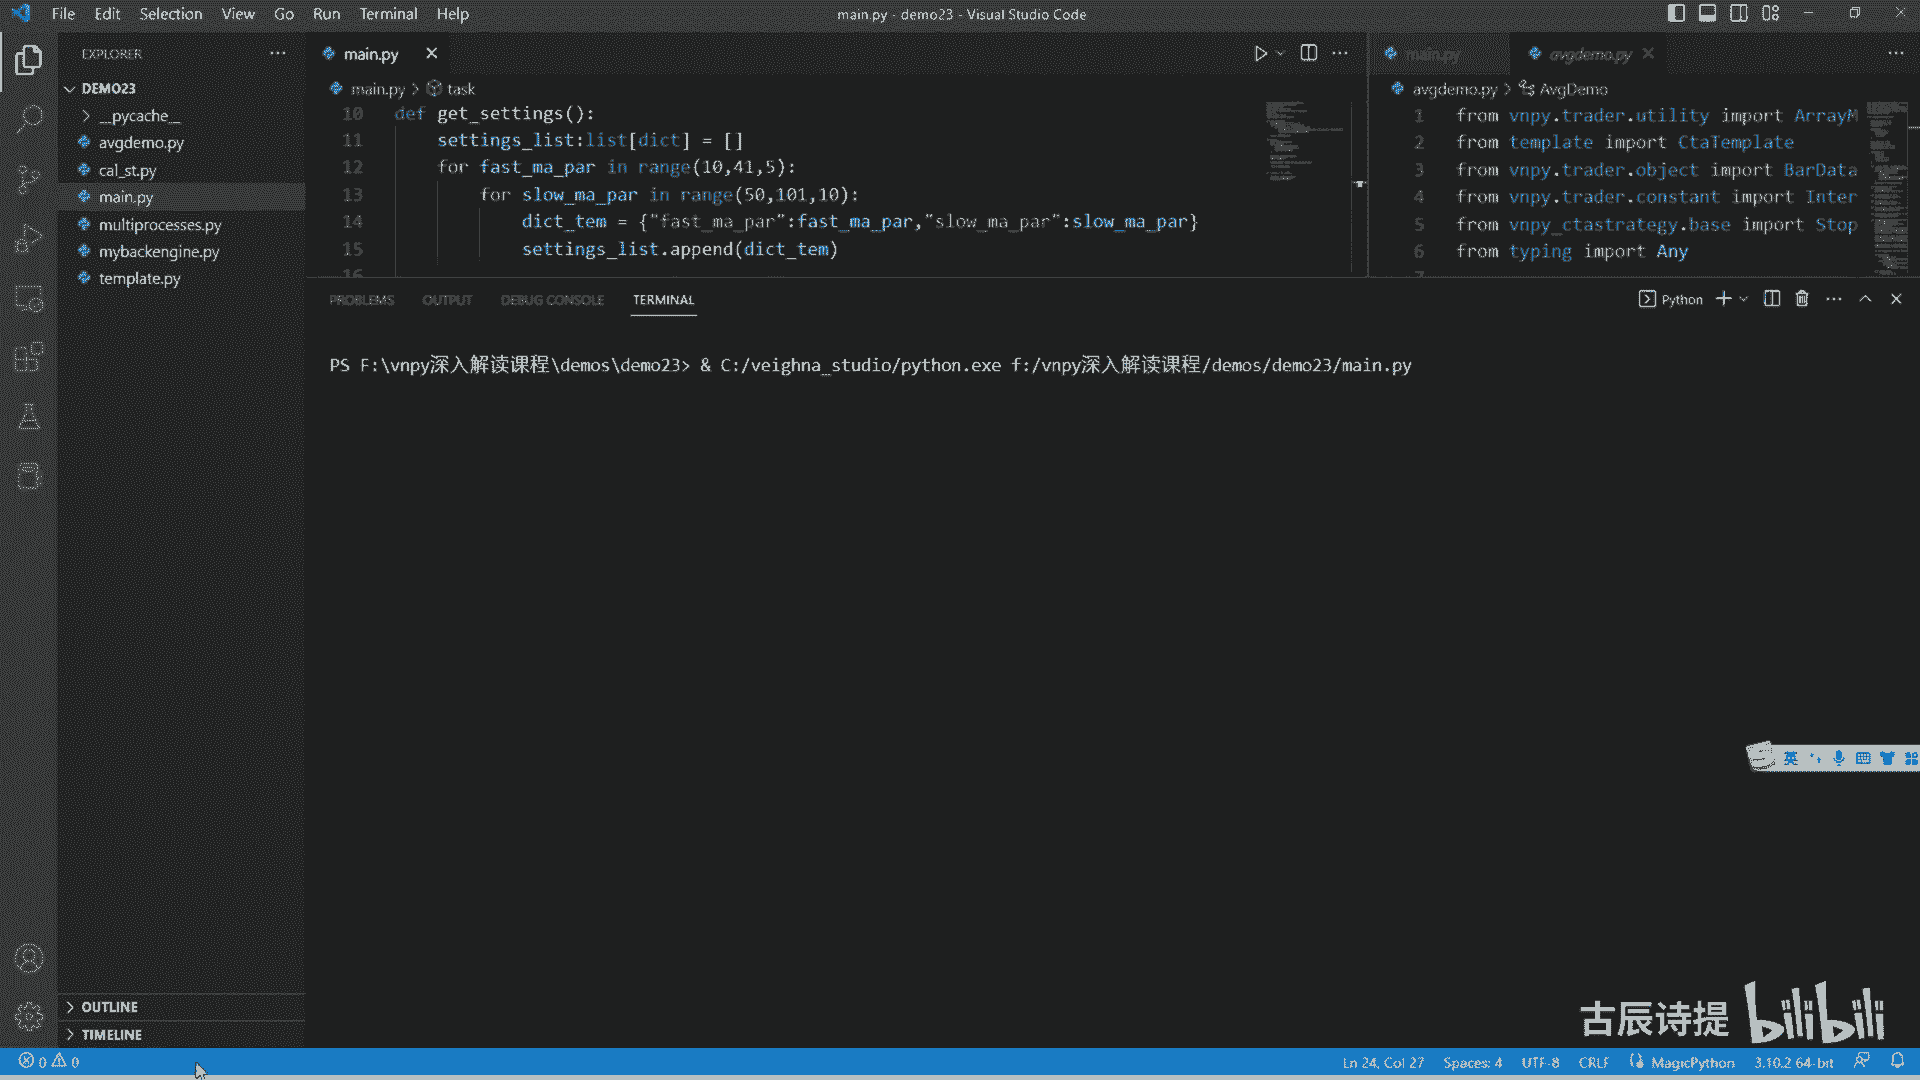 File Edit Selection View Go Run Terminal Help
main.py - demo23 - Visual Studio Code
EXPLORER
DEMO23
__pycache__
avgdemo.py
cal_st.py
main.py
multiprocesses.py
mybackengine.py
template.py
OUTLINE
TIMELINE
main.py
main.py > task
10 def get_settings():
11 settings_list:list[dict] = []
12 for fast_ma_par in range(10,41,5):
13 for slow_ma_par in range(50,101,10):
14 dict_tem = {"fast_ma_par":fast_ma_par,"slow_ma_par":slow_ma_par}
15 settings_list.append(dict_tem)
16
main.py avgdemo.py
avgdemo.py > AvgDemo
1 from vnpy.trader.utility import ArrayM
2 from template import CtaTemplate
3 from vnpy.trader.object import BarData
4 from vnpy.trader.constant import Inter
5 from vnpy_ctastrategy.base import Stop
6 from typing import Any
7
PROBLEMS OUTPUT DEBUG CONSOLE TERMINAL
Python
PS F:\vnpy深入解读课程\demos\demo23> & C:/veighna_studio/python.exe f:/vnpy深入解读课程/demos/demo23/main.py
英
古辰诗提 bilibili
0 0
Ln 24, Col 27 Spaces: 4 UTF-8 CRLF MagicPython 3.10.2 64-bit